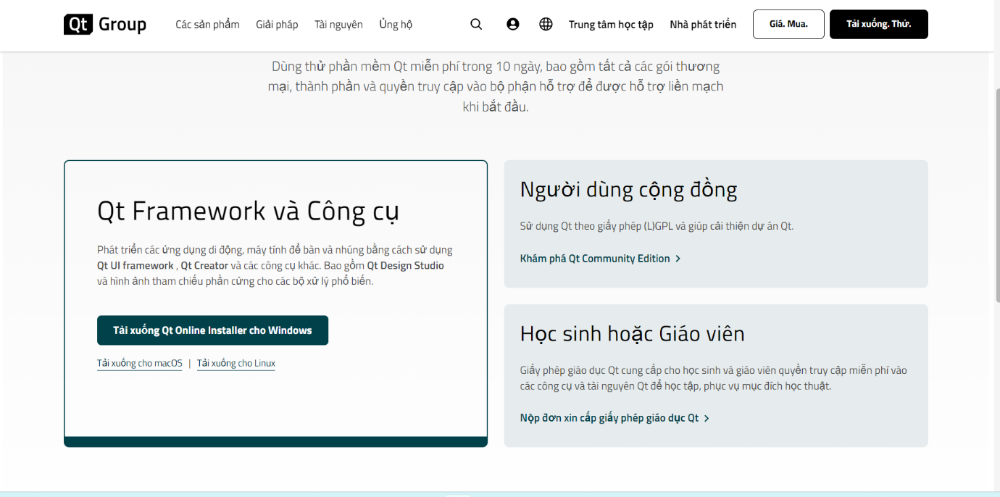 Qt Group
Các sản phẩm Giải pháp Tài nguyên Ủng hộ Trung tâm học tập Nhà phát triển Giá. Mua. Tải xuống. Thử.
Dùng thử phần mềm Qt miễn phí trong 10 ngày, bao gồm tất cả các gói thương
mại, thành phần và quyền truy cập vào bộ phận hỗ trợ để được hỗ trợ liền mạch
khi bắt đầu.
Qt Framework và Công cụ
Phát triển các ứng dụng di động, máy tính để bàn và nhúng bằng cách sử dụng
Qt UI framework , Qt Creator và các công cụ khác. Bao gồm Qt Design Studio
và hình ảnh tham chiếu phần cứng cho các bộ xử lý phổ biến.
Tải xuống Qt Online Installer cho Windows
Tải xuống cho macOS | Tải xuống cho Linux
Người dùng cộng đồng
Sử dụng Qt theo giấy phép (L)GPL và giúp cải thiện dự án Qt.
Khám phá Qt Community Edition >
Học sinh hoặc Giáo viên
Giấy phép giáo dục Qt cung cấp cho học sinh và giáo viên quyền truy cập miễn phí vào
các công cụ và tài nguyên Qt để học tập, phục vụ mục đích học thuật.
Nộp đơn xin cấp giấy phép giáo dục Qt >